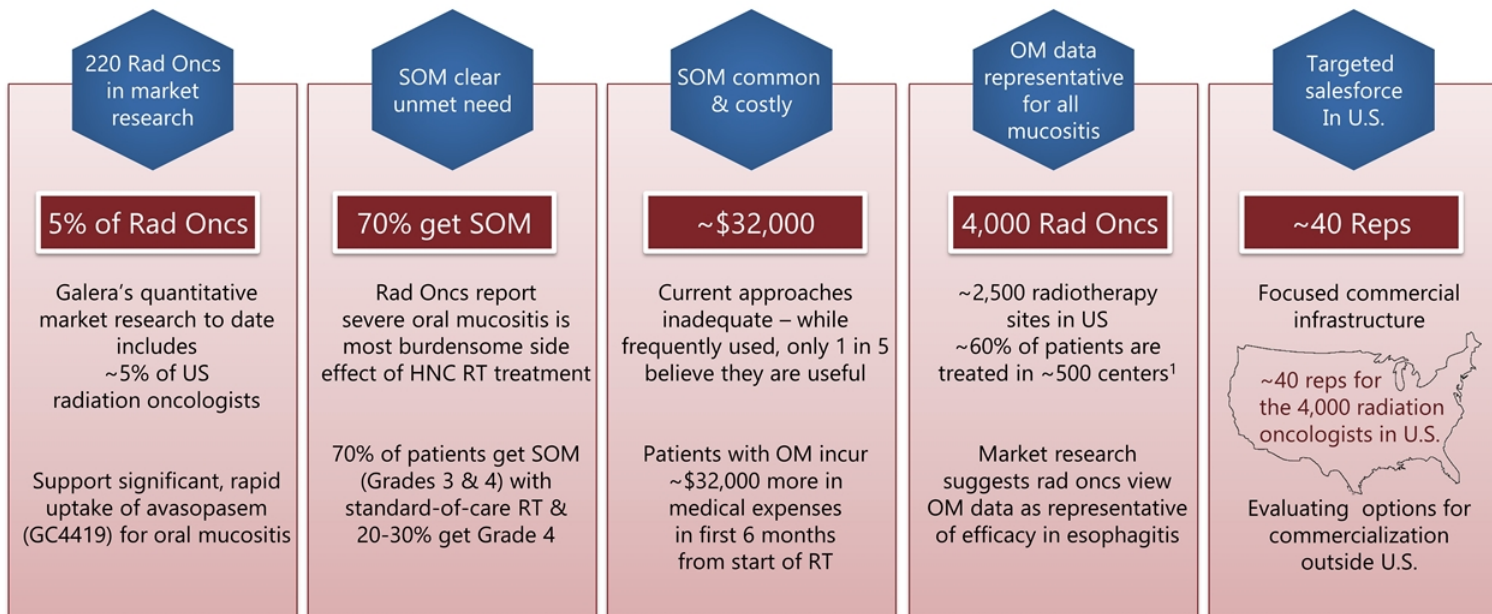 220 Rad Oncs
in market
research
5% of Rad Oncs
Galera’s quantitative
market research to date
includes
~5% of US
radiation oncologists
Support significant, rapid
uptake of avasopasem
(GC4419) for oral mucositis
SOM clear
unmet need
70% get SOM
Rad Oncs report
severe oral mucositis is
most burdensome side
effect of HNC RT treatment
70% of patients get SOM
(Grades 3 & 4) with
standard-of-care RT &
20-30% get Grade 4
SOM common
& costly
~$32,000
Current approaches
inadequate – while
frequently used, only 1 in 5
believe they are useful
Patients with OM incur
~$32,000 more in
medical expenses
in first 6 months
from start of RT
OM data
representative
for all
mucositis
4,000 Rad Oncs
~2,500 radiotherapy
sites in US
~60% of patients are
treated in ~500 centers¹
Market research
suggests rad oncs view
OM data as representative
of efficacy in esophagitis
Targeted
salesforce
In U.S.
~40 Reps
Focused commercial
infrastructure
~40 reps for
the 4,000 radiation
oncologists in U.S.
Evaluating options for
commercialization
outside U.S.